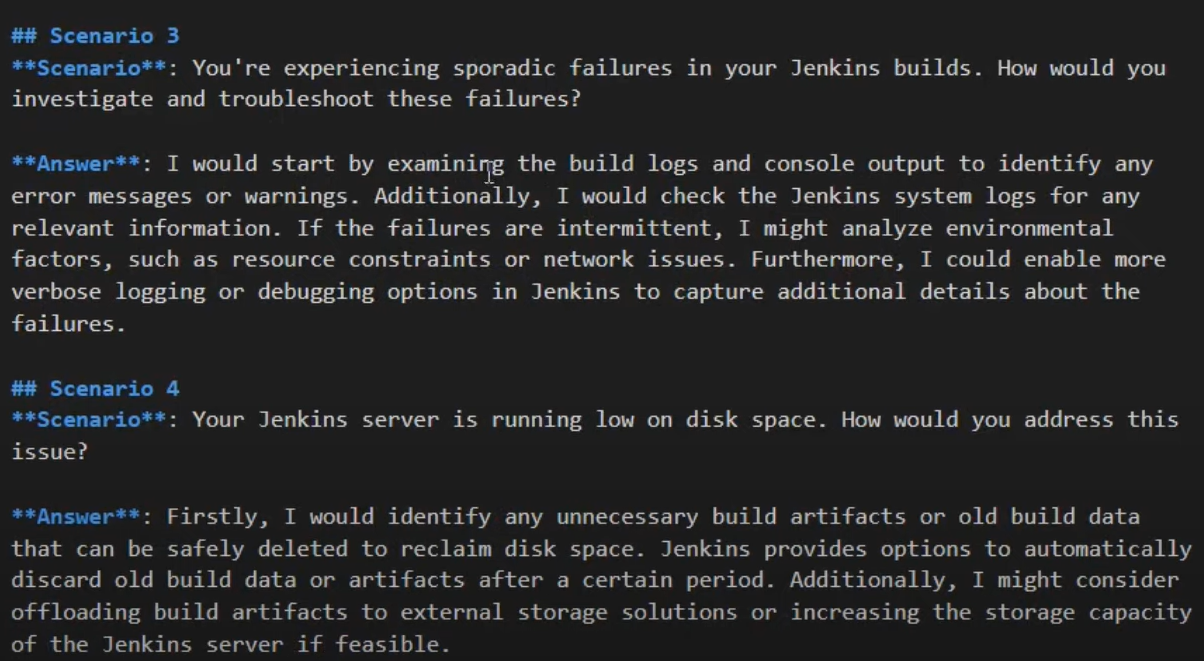 ## Scenario 3
**Scenario**: You're experiencing sporadic failures in your Jenkins builds. How would you
investigate and troubleshoot these failures?
**Answer**: I would start by examining the build logs and console output to identify any
error messages or warnings. Additionally, I would check the Jenkins system logs for any
relevant information. If the failures are intermittent, I might analyze environmental
factors, such as resource constraints or network issues. Furthermore, I could enable more
verbose logging or debugging options in Jenkins to capture additional details about the
failures.
## Scenario 4
**Scenario**: Your Jenkins server is running low on disk space. How would you address this
issue?
**Answer**: Firstly, I would identify any unnecessary build artifacts or old build data
that can be safely deleted to reclaim disk space. Jenkins provides options to automatically
discard old build data or artifacts after a certain period. Additionally, I might consider
offloading build artifacts to external storage solutions or increasing the storage capacity
of the Jenkins server if feasible.